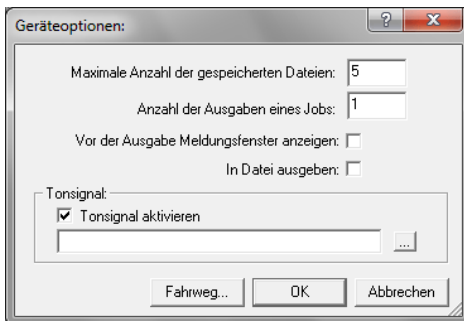 Geräteoptionen:
Maximale Anzahl der gespeicherten Dateien: 5
Anzahl der Ausgaben eines Jobs: 1
Vor der Ausgabe Meldungsfenster anzeigen:
In Datei ausgeben:
Tonsignal:
Tonsignal aktivieren
...
Fahrweg... OK Abbrechen